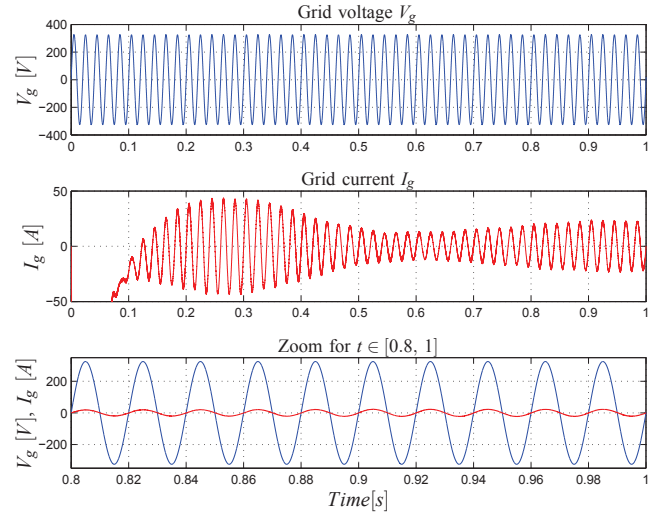 Grid voltage V_g
V_g [V]
400
200
0
−200
−400
0 0.1 0.2 0.3 0.4 0.5 0.6 0.7 0.8 0.9 1
Grid current I_g
I_g [A]
50
0
−50
0 0.1 0.2 0.3 0.4 0.5 0.6 0.7 0.8 0.9 1
Zoom for t ∈ [0.8, 1]
V_g [V], I_g [A]
200
0
−200
0.8 0.82 0.84 0.86 0.88 0.9 0.92 0.94 0.96 0.98 1
Time[s]